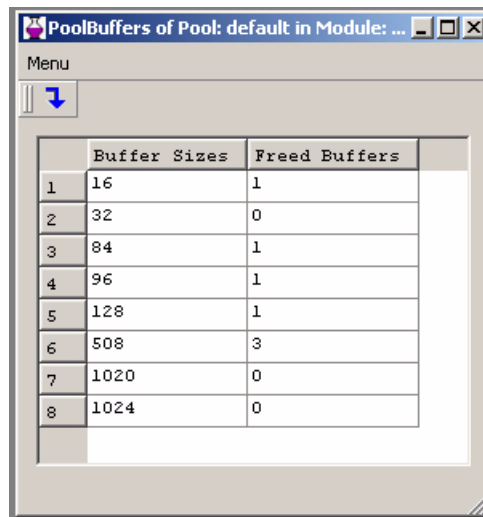 PoolBuffers of Pool: default in Module: ...
Menu
Buffer Sizes Freed Buffers
1 16 1
2 32 0
3 84 1
4 96 1
5 128 1
6 508 3
7 1020 0
8 1024 0